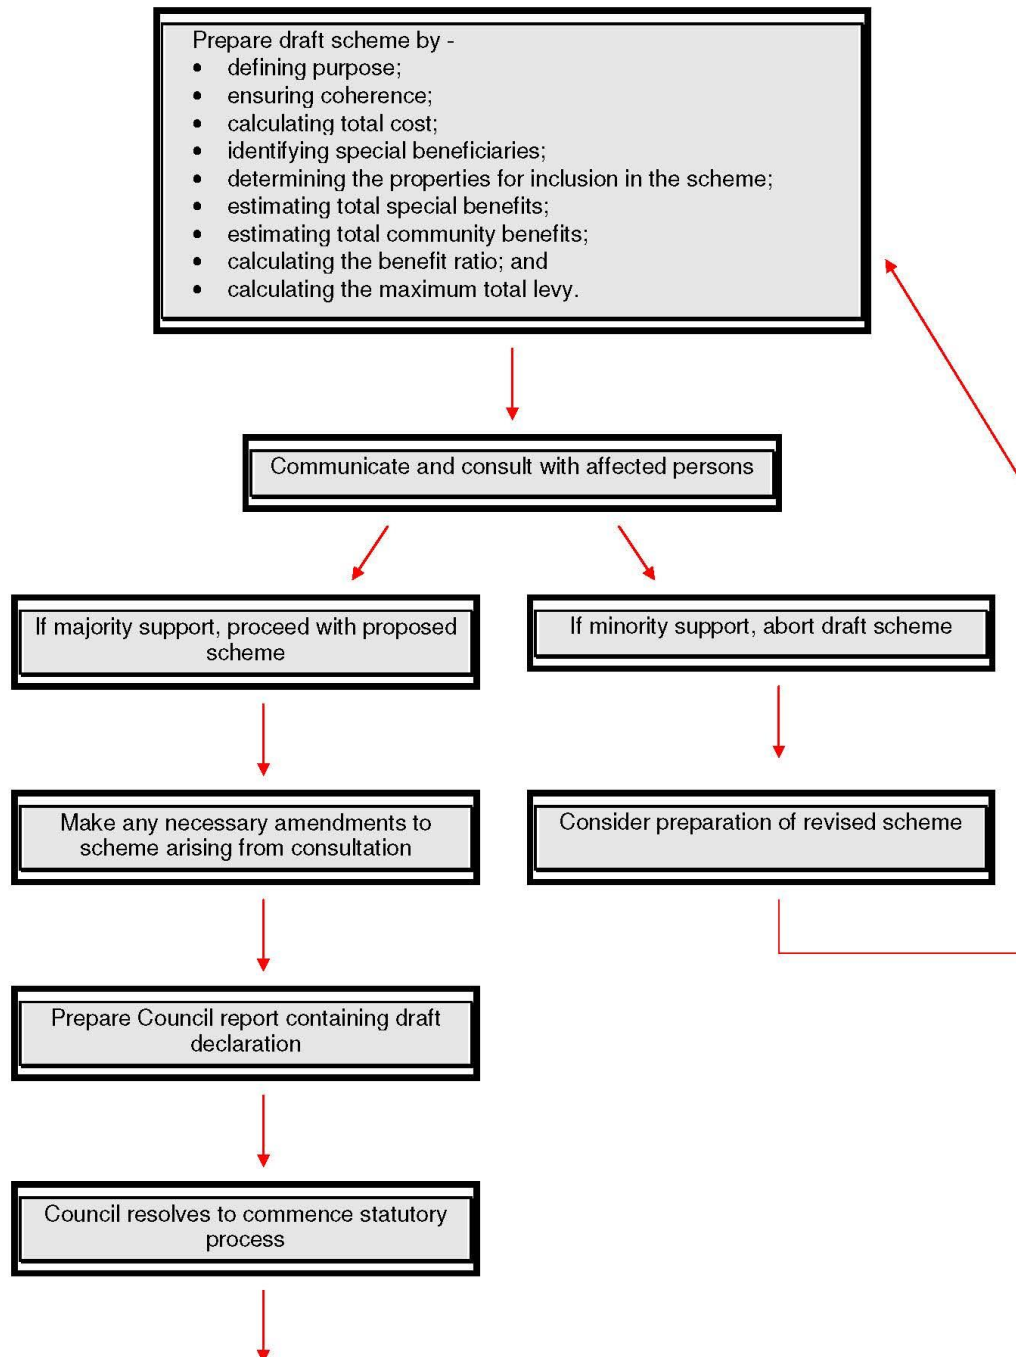 Prepare draft scheme by -
• defining purpose;
• ensuring coherence;
• calculating total cost;
• identifying special beneficiaries;
• determining the properties for inclusion in the scheme;
• estimating total special benefits;
• estimating total community benefits;
• calculating the benefit ratio; and
• calculating the maximum total levy.
Communicate and consult with affected persons
If majority support, proceed with proposed
scheme
If minority support, abort draft scheme
Make any necessary amendments to
scheme arising from consultation
Consider preparation of revised scheme
Prepare Council report containing draft
declaration
Council resolves to commence statutory
process